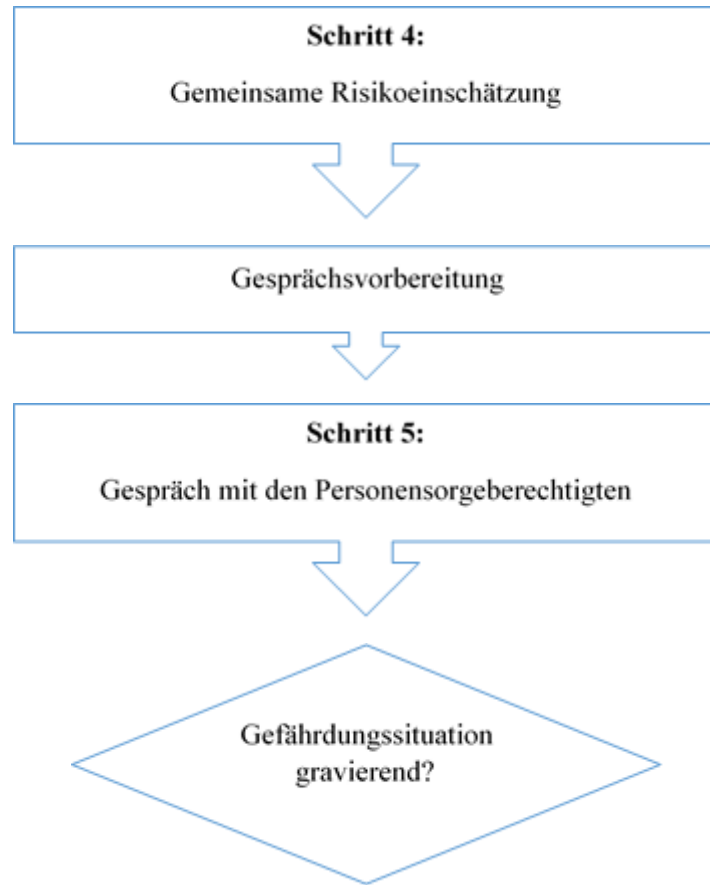 Schritt 4:
Gemeinsame Risikoeinschätzung
Gesprächsvorbereitung
Schritt 5:
Gespräch mit den Personensorgeberechtigten
Gefährdungssituation
gravierend?